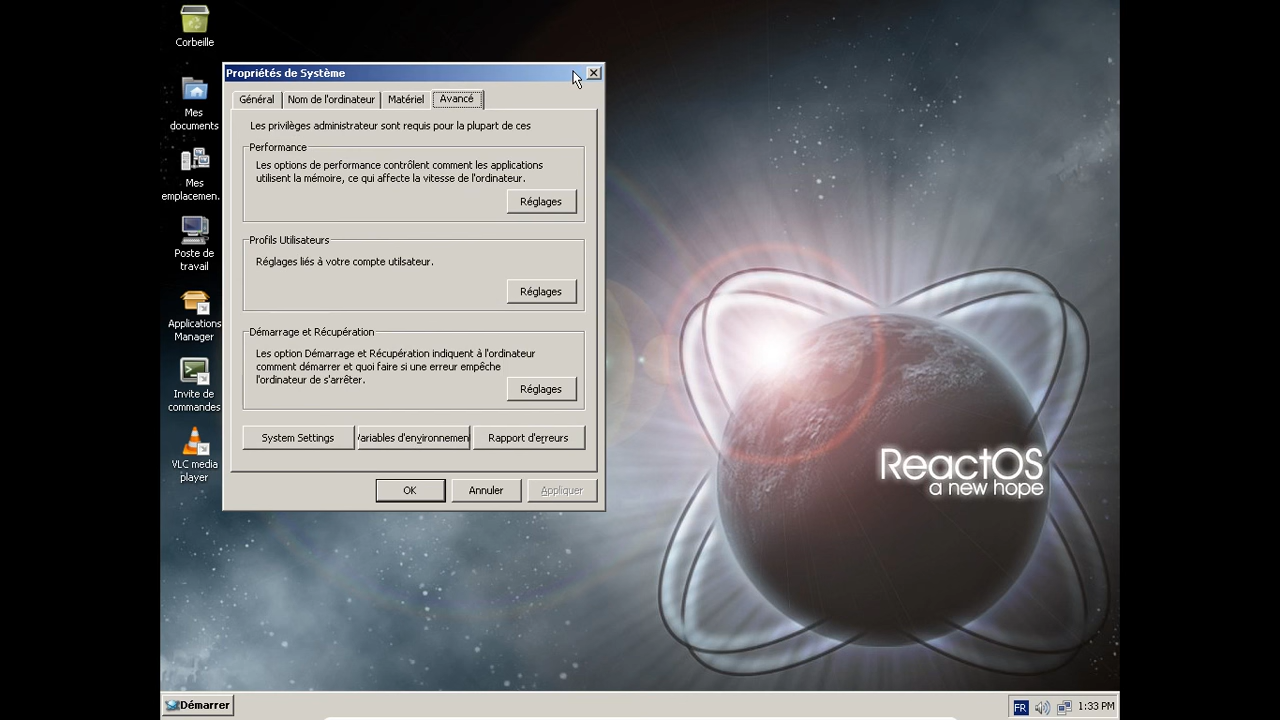 Corbeille
Mes
documents
Mes
emplacemen.
Poste de
travail
Applications
Manager
Invite de
commandes
VLC media
player
Propriétés de Système
Général
Nom de l'ordinateur
Matériel
Avancé
Les privilèges administrateur sont requis pour la plupart de ces
Performance
Les options de performance contrôlent comment les applications
utilisent la mémoire, ce qui affecte la vitesse de l'ordinateur.
Réglages
Profils Utilisateurs
Réglages liés à votre compte utilsateur.
Réglages
Démarrage et Récupération
Les option Démarrage et Récupération indiquent à l'ordinateur
comment démarrer et quoi faire si une erreur empêche
l'ordinateur de s'arrêter.
Réglages
System Settings
ariables d'environnemen
Rapport d'erreurs
OK
Annuler
Appliquer
ReactOS
a new hope
Démarrer
FR
1:33 PM